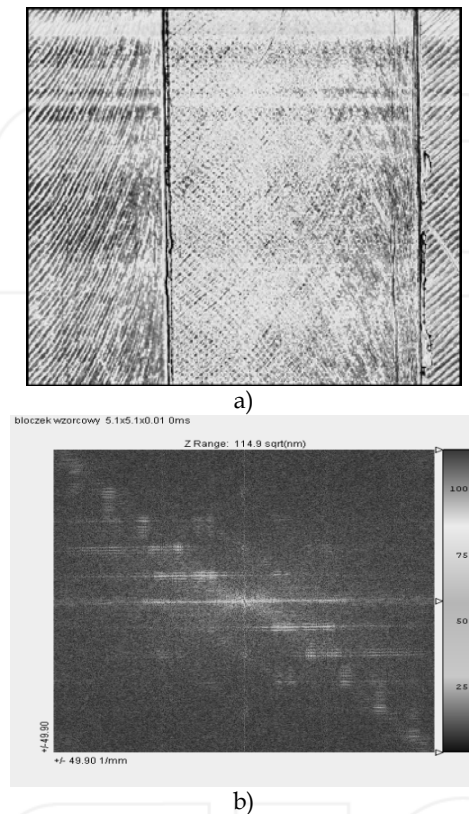 a)
bloczek wzorcowy 5.1x5.1x0.01 0ms
Z Range: 114.9 sqrt(nm)
100
75
50
25
+/-49.90
+/- 49.90 1/mm
b)